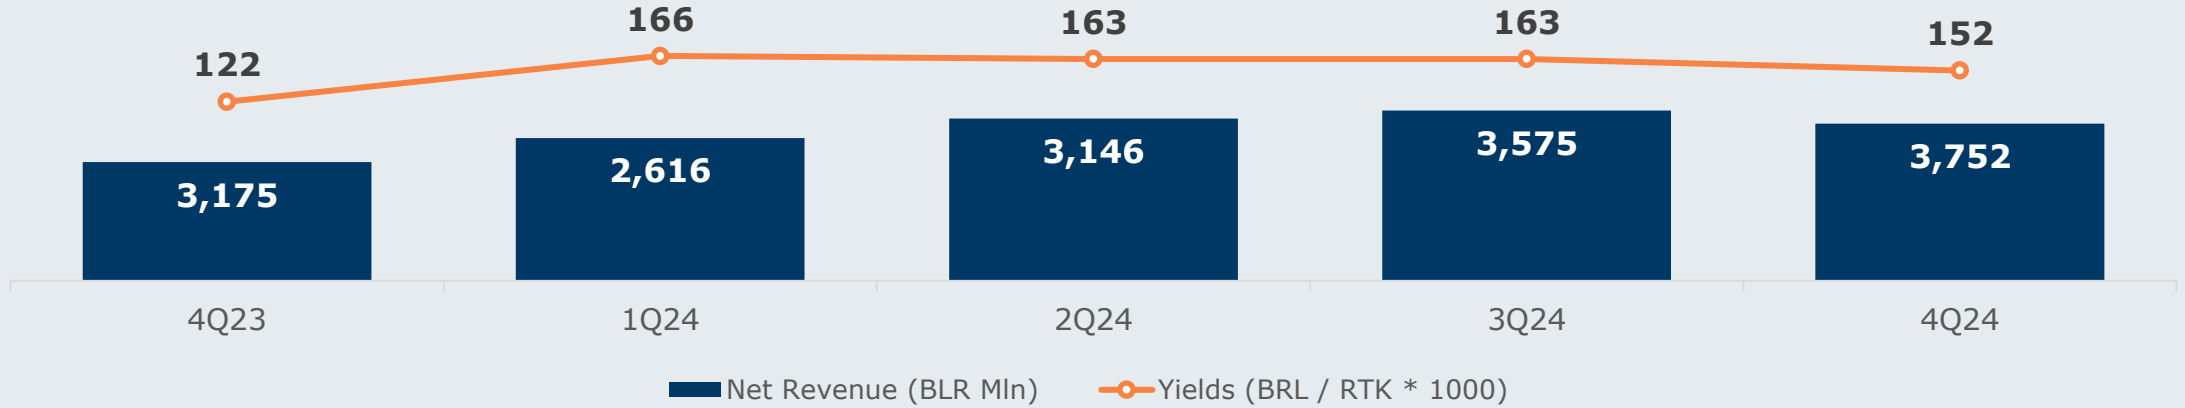 122 166 163 163 152
3,175 2,616 3,146 3,575 3,752
4Q23 1Q24 2Q24 3Q24 4Q24
Net Revenue (BLR Mln) Yields (BRL / RTK * 1000)